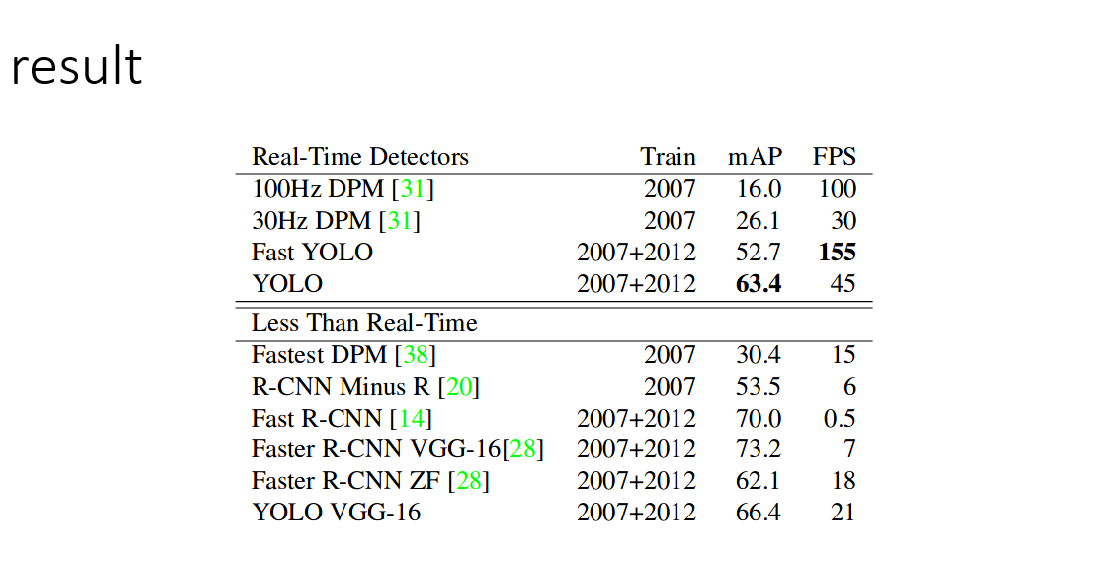 result
Real-Time Detectors Train mAP FPS
100Hz DPM [31] 2007 16.0 100
30Hz DPM [31] 2007 26.1 30
Fast YOLO 2007+2012 52.7 155
YOLO 2007+2012 63.4 45
Less Than Real-Time
Fastest DPM [38] 2007 30.4 15
R-CNN Minus R [20] 2007 53.5 6
Fast R-CNN [14] 2007+2012 70.0 0.5
Faster R-CNN VGG-16[28] 2007+2012 73.2 7
Faster R-CNN ZF [28] 2007+2012 62.1 18
YOLO VGG-16 2007+2012 66.4 21